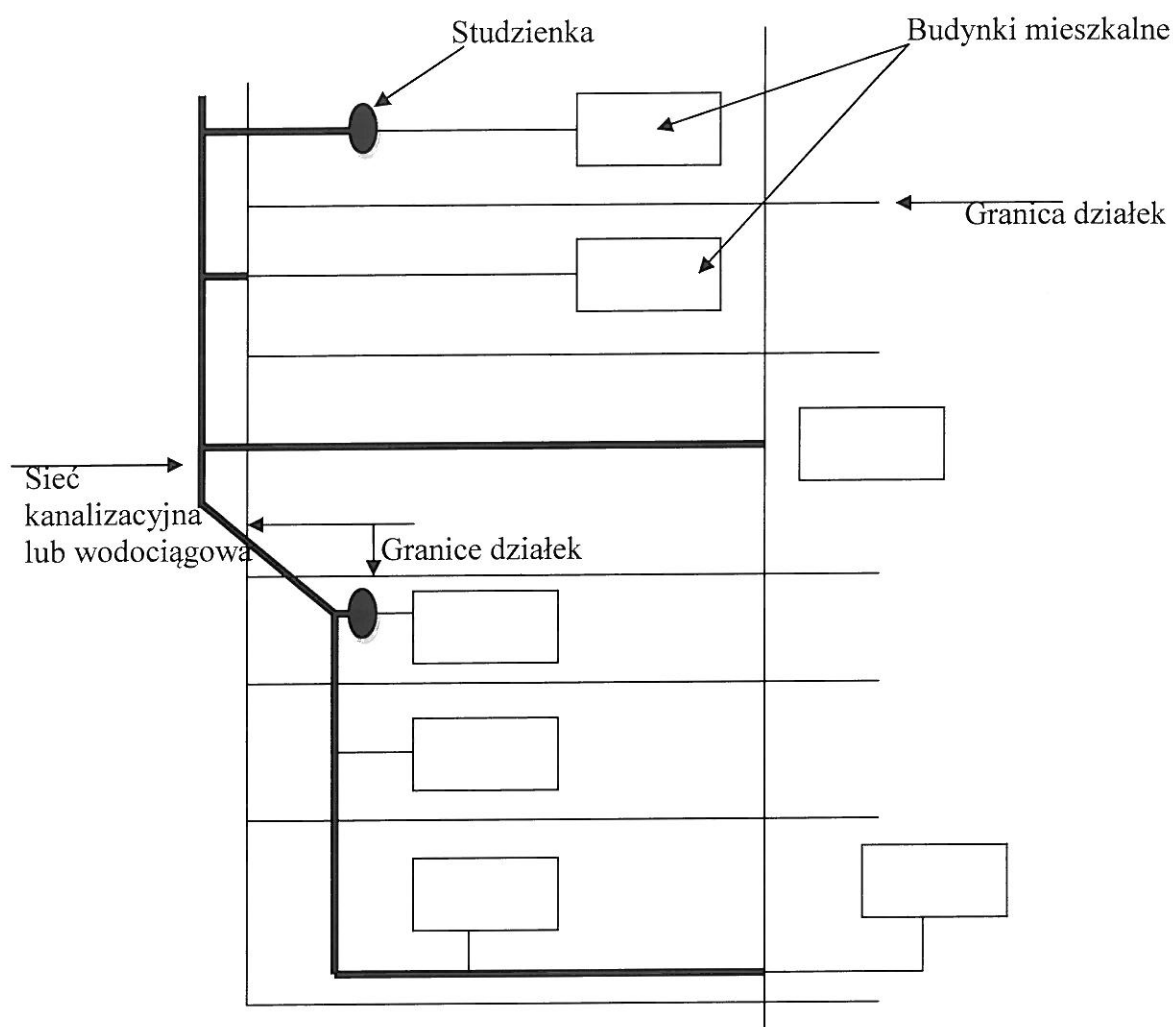 Studzienka
Budynki mieszkalne
Granica działek
Sieć
kanalizacyjna
lub wodociągowa
Granice działek